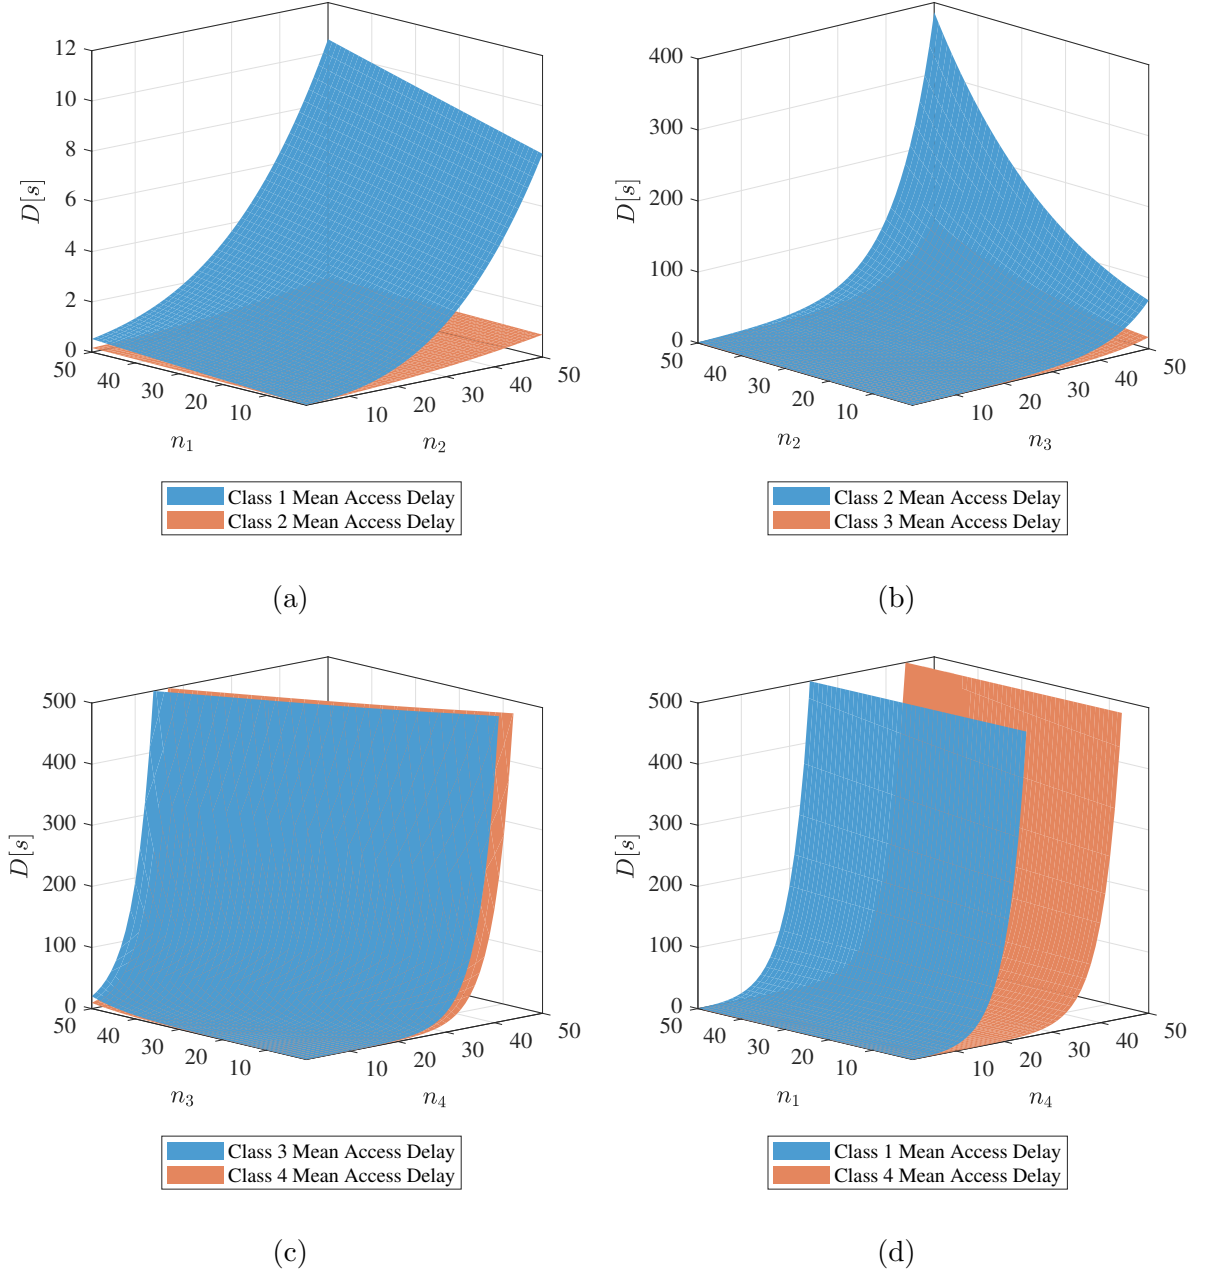 12
10
8
6
4
2
0
D[s]
50
40
30
20
10
n₁
10
20
30
40
50
n₂
Class 1 Mean Access Delay
Class 2 Mean Access Delay
(a)
400
300
200
100
0
D[s]
50
40
30
20
10
n₂
10
20
30
40
50
n₃
Class 2 Mean Access Delay
Class 3 Mean Access Delay
(b)
500
400
300
200
100
0
D[s]
50
40
30
20
10
n₃
10
20
30
40
50
n₄
Class 3 Mean Access Delay
Class 4 Mean Access Delay
(c)
500
400
300
200
100
0
D[s]
50
40
30
20
10
n₁
10
20
30
40
50
n₄
Class 1 Mean Access Delay
Class 4 Mean Access Delay
(d)